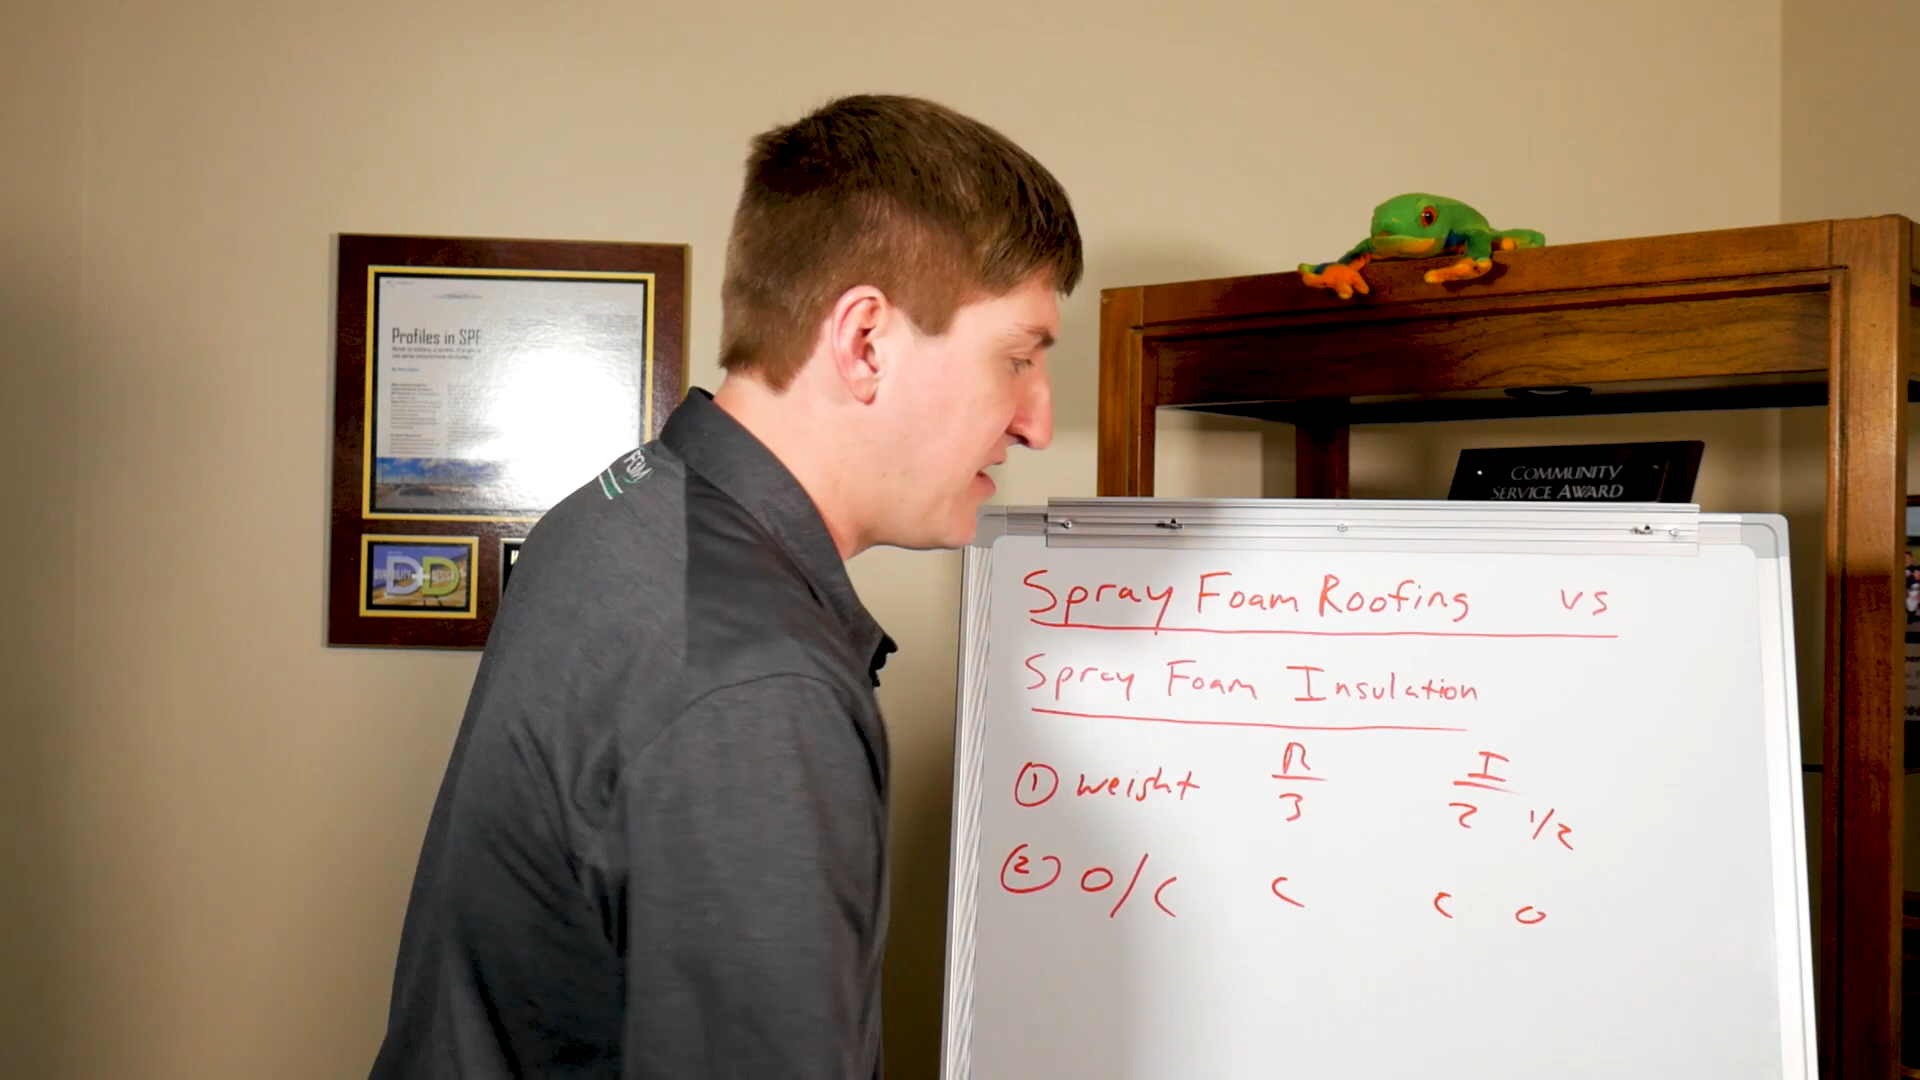 Profiles in SPF
D+D
FGM
COMMUNITY
SERVICE AWARD
Spray Foam Roofing vs
Spray Foam Insulation
① weight R/3 I/2 1/2
② O/C C C O